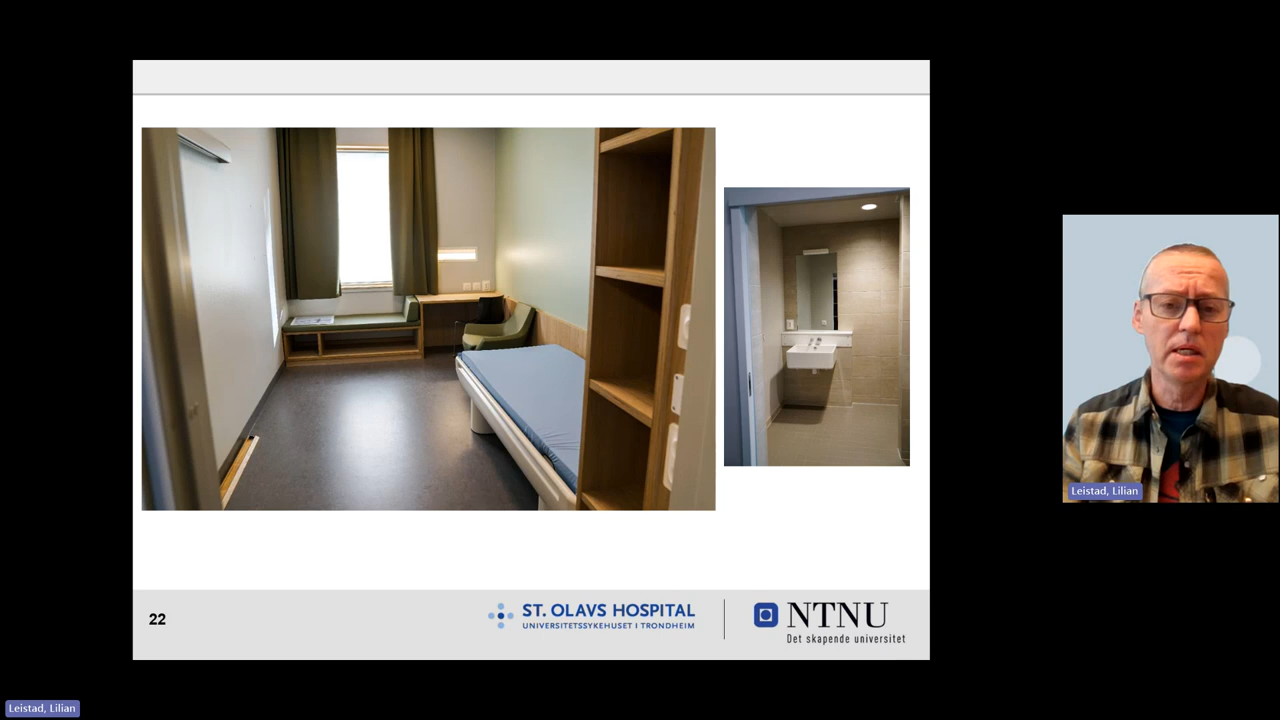 Leistad, Lilian
22
ST. OLAVS HOSPITAL
UNIVERSITETSSYKEHUSET I TRONDHEIM
NTNU
Det skapende universitet
Leistad, Lilian